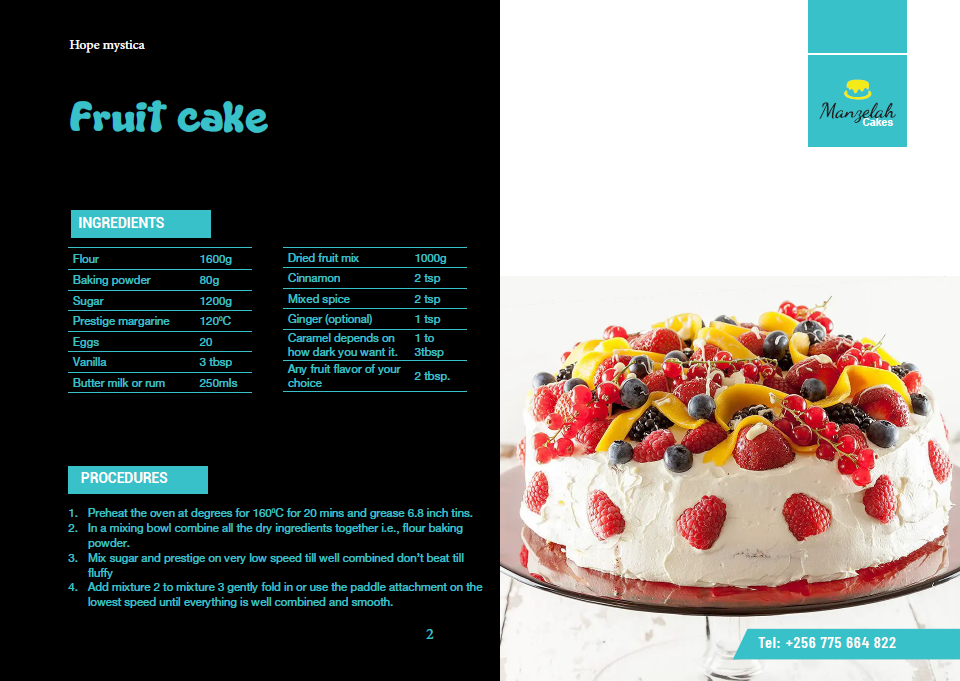 Hope mystica
Fruit cake
INGREDIENTS
Flour 1600g
Baking powder 80g
Sugar 1200g
Prestige margarine 120⁰C
Eggs 20
Vanilla 3 tbsp
Butter milk or rum 250mls
Dried fruit mix 1000g
Cinnamon 2 tsp
Mixed spice 2 tsp
Ginger (optional) 1 tsp
Caramel depends on 1 to
how dark you want it. 3tbsp
Any fruit flavor of your
choice 2 tbsp.
PROCEDURES
1. Preheat the oven at degrees for 160⁰C for 20 mins and grease 6.8 inch tins.
2. In a mixing bowl combine all the dry ingredients together i.e., flour baking
powder.
3. Mix sugar and prestige on very low speed till well combined don’t beat till
fluffy
4. Add mixture 2 to mixture 3 gently fold in or use the paddle attachment on the
lowest speed until everything is well combined and smooth.
2
Manzelah
Cakes
Tel: +256 775 664 822